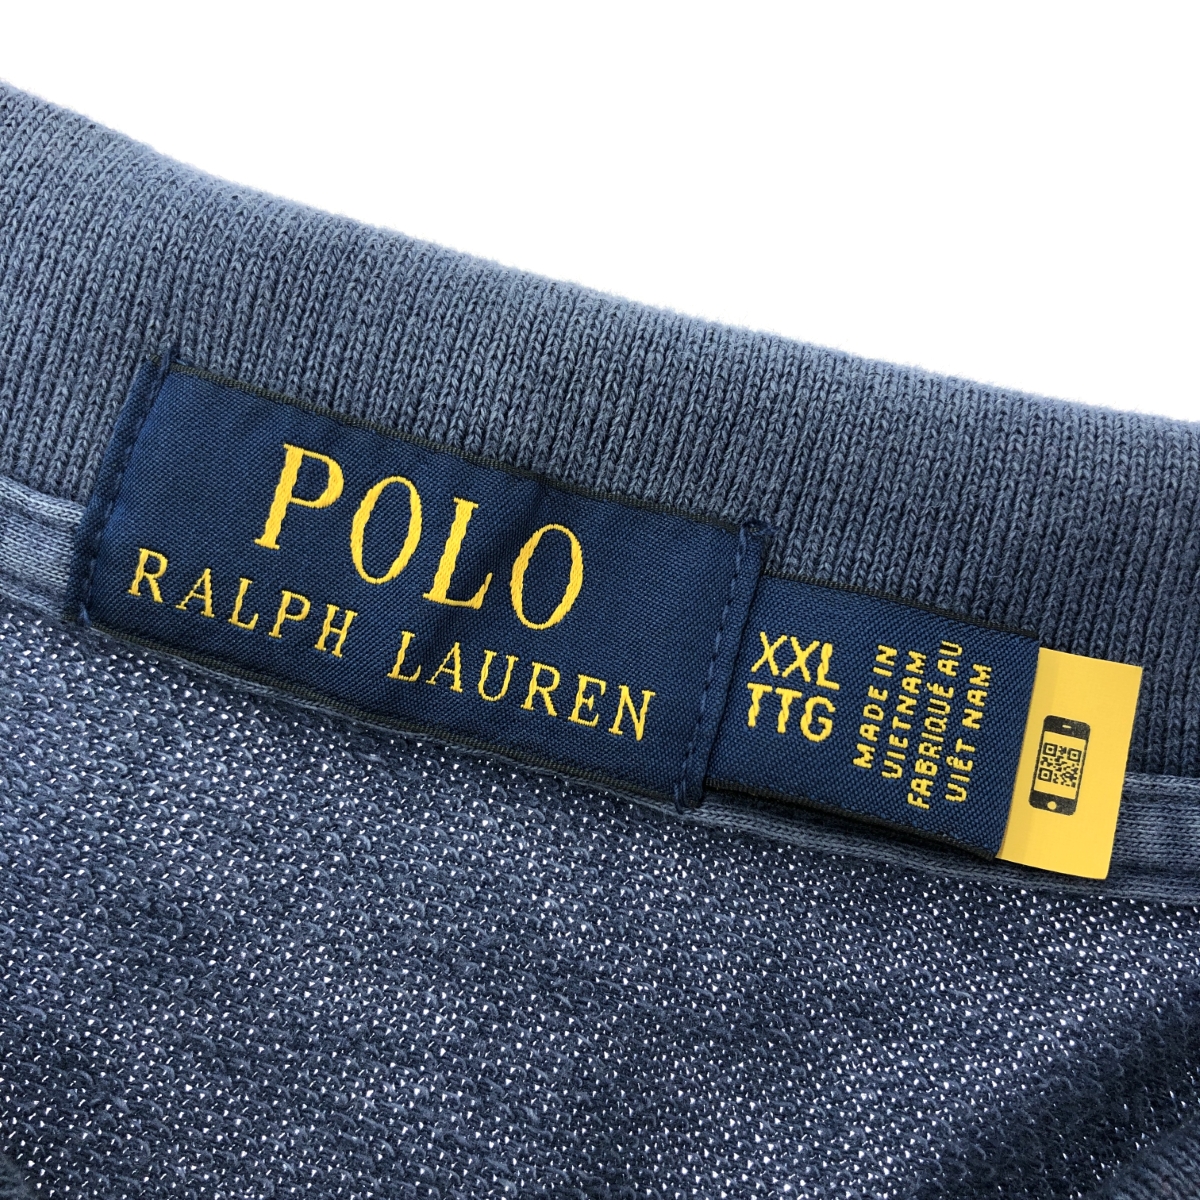 POLO
RALPH LAUREN
XXL
TTG
MADE IN
VIETNAM
FABRIQUÉ AU
VIÊT NAM